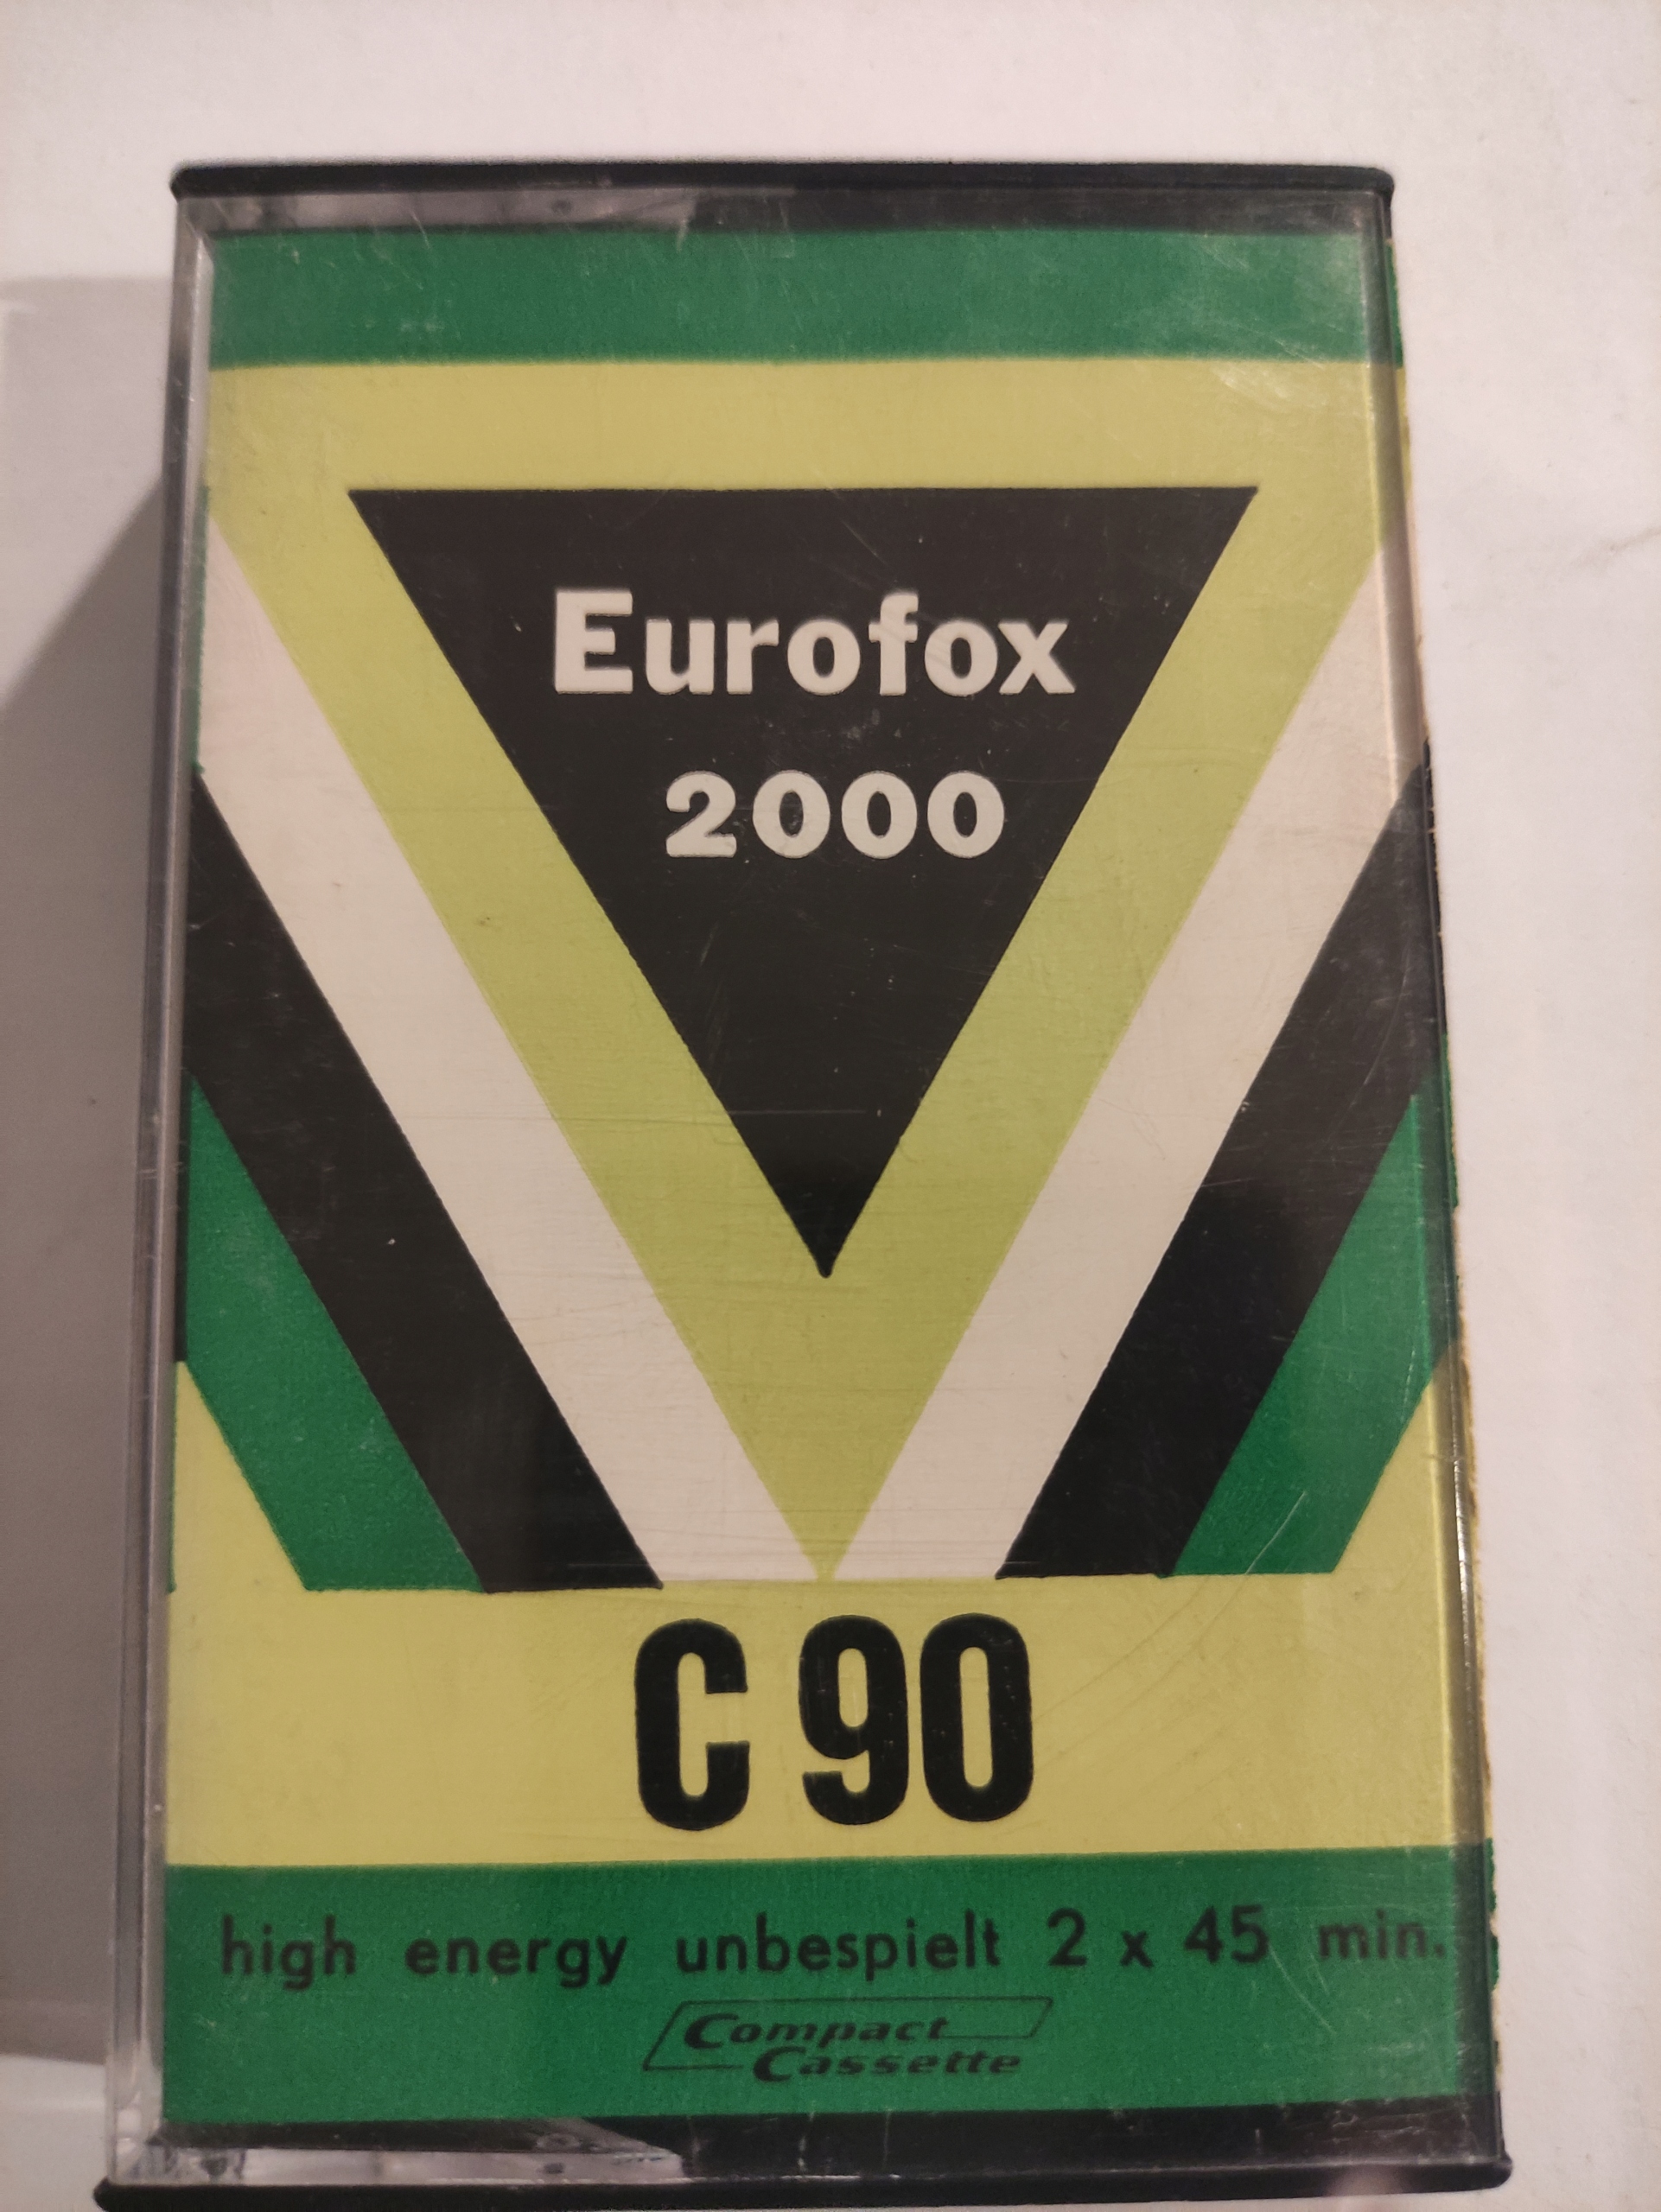 Eurofox
2000
C 90
high energy unbespielt 2 x 45 min.
Compact
Cassette